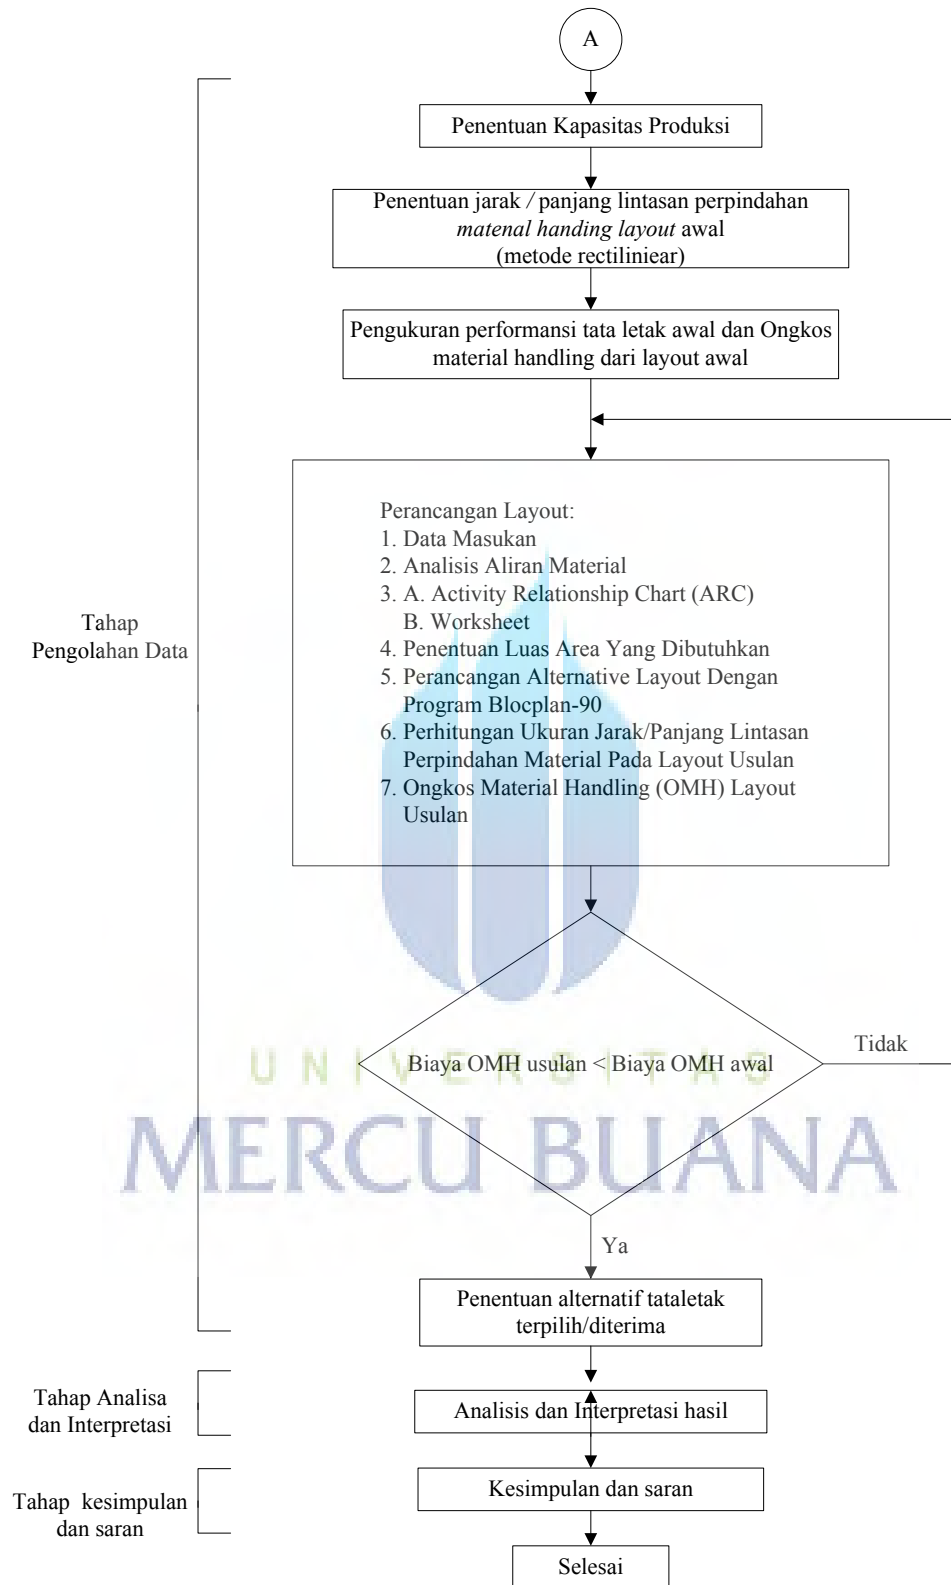 A
Penentuan Kapasitas Produksi
Penentuan jarak / panjang lintasan perpindahan
matenal handing layout awal
(metode rectiliniear)
Pengukuran performansi tata letak awal dan Ongkos
material handling dari layout awal
Perancangan Layout:
1. Data Masukan
2. Analisis Aliran Material
3. A. Activity Relationship Chart (ARC)
B. Worksheet
4. Penentuan Luas Area Yang Dibutuhkan
5. Perancangan Alternative Layout Dengan
Program Blocplan-90
6. Perhitungan Ukuran Jarak/Panjang Lintasan
Perpindahan Material Pada Layout Usulan
7. Ongkos Material Handling (OMH) Layout
Usulan
Tahap
Pengolahan Data
Biaya OMH usulan < Biaya OMH awal
Tidak
UNIVERSITAS
MERCU BUANA
Ya
Penentuan alternatif tataletak
terpilih/diterima
Tahap Analisa
dan Interpretasi
Analisis dan Interpretasi hasil
Tahap kesimpulan
dan saran
Kesimpulan dan saran
Selesai